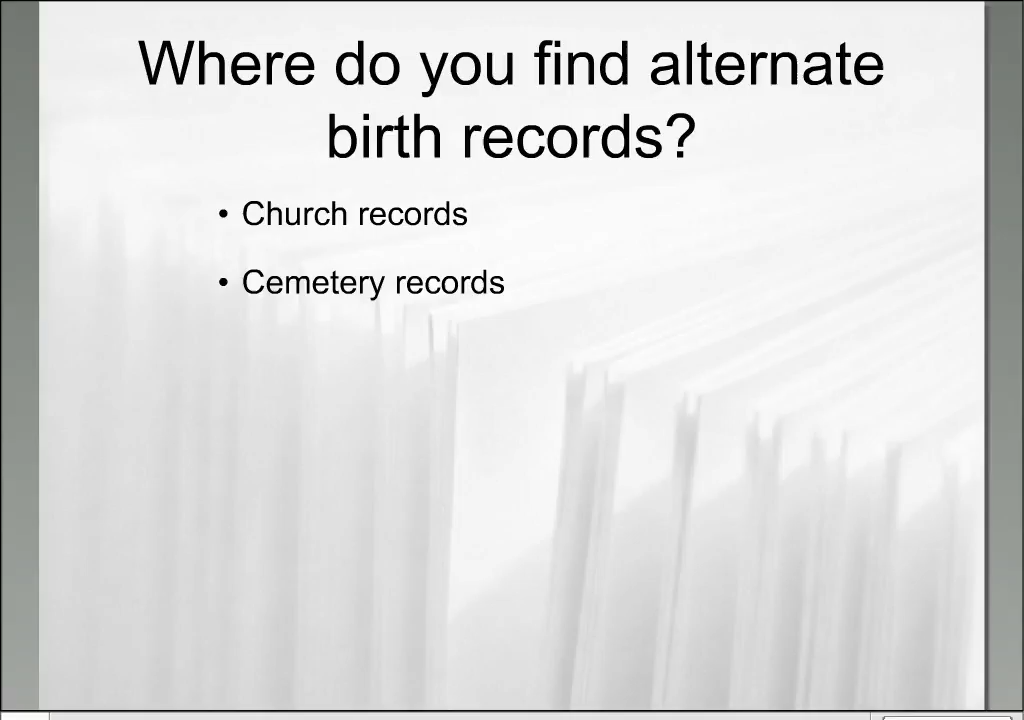 Where do you find alternate
birth records?
• Church records
• Cemetery records